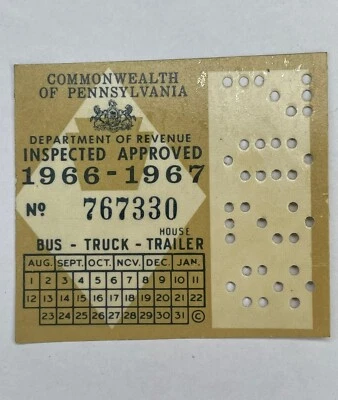 COMMONWEALTH
OF PENNSYLVANIA
DEPARTMENT OF REVENUE
INSPECTED APPROVED
1966-1967
No 767330
HOUSE
BUS - TRUCK - TRAILER
AUG. SEPT. OCT. NOV. DEC. JAN.
1 2 3 4 5 6 7 8 9 10 11
12 13 14 15 16 17 18 19 20 21 22
23 24 25 26 27 28 29 30 31 C